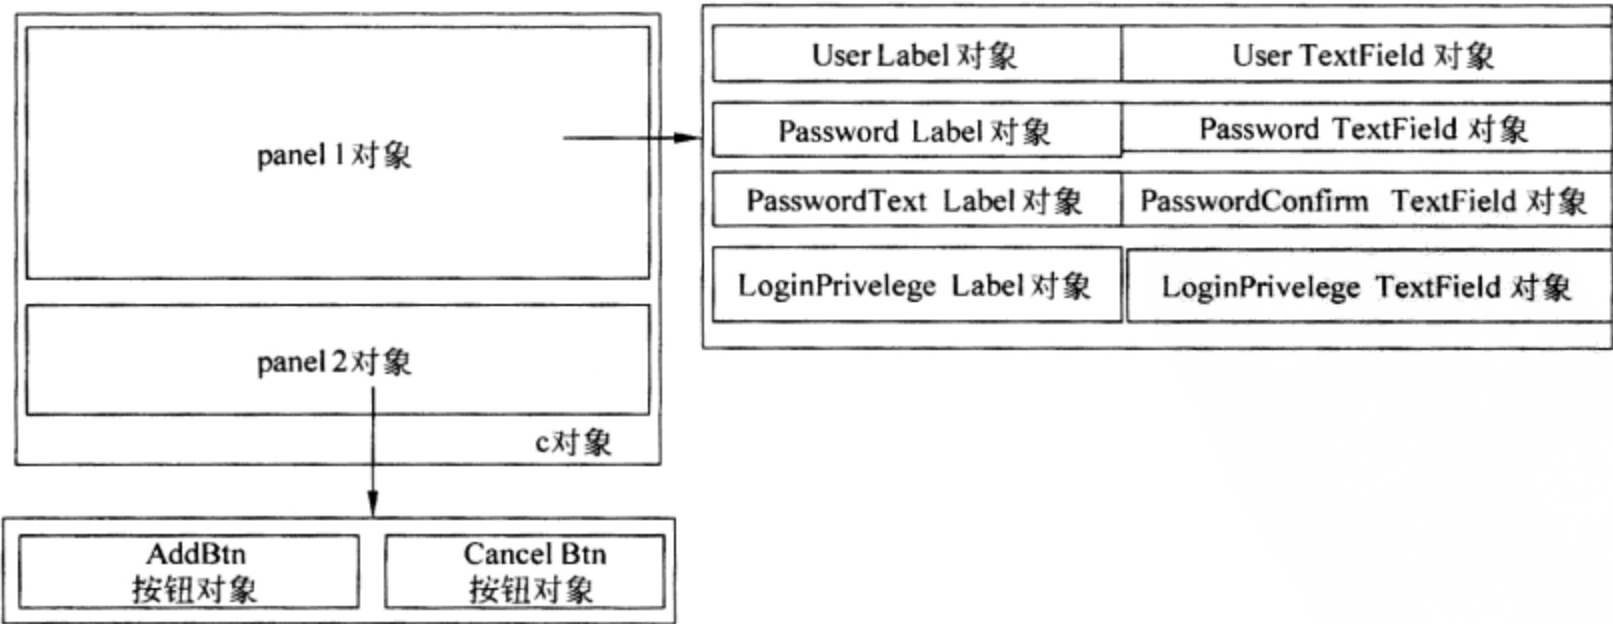 panel 1对象
panel 2对象
c对象
User Label 对象
User TextField 对象
Password Label 对象
Password TextField 对象
PasswordText Label 对象
PasswordConfirm TextField 对象
LoginPrivelege Label 对象
LoginPrivelege TextField 对象
AddBtn
按钮对象
Cancel Btn
按钮对象